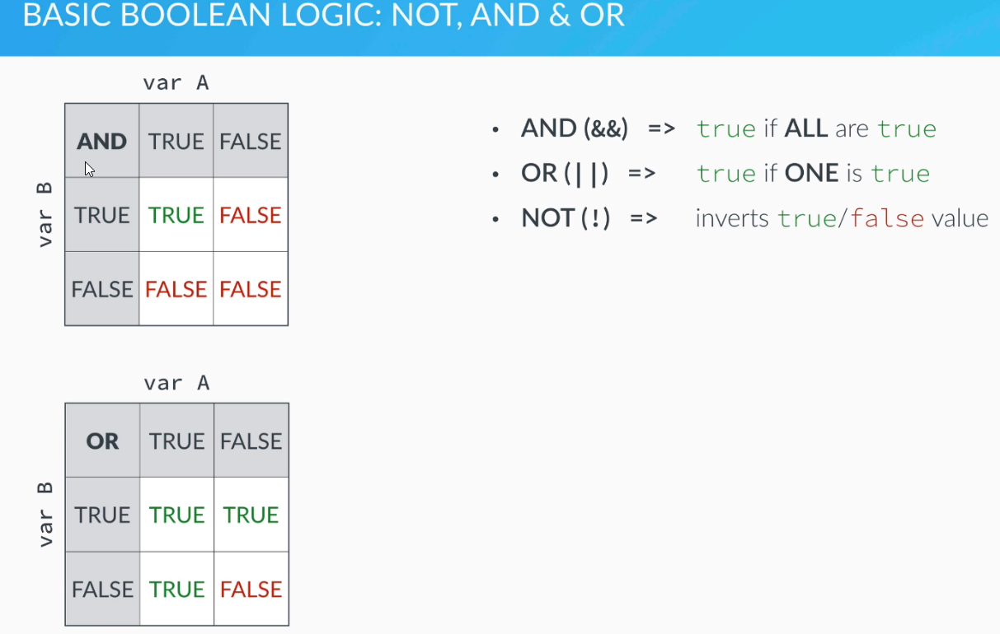 BASIC BOOLEAN LOGIC: NOT, AND & OR
var A
AND TRUE FALSE
var B
TRUE TRUE FALSE
FALSE FALSE FALSE
• AND (&&) => true if ALL are true
• OR (||) => true if ONE is true
• NOT (!) => inverts true/false value
var A
OR TRUE FALSE
var B
TRUE TRUE TRUE
FALSE TRUE FALSE